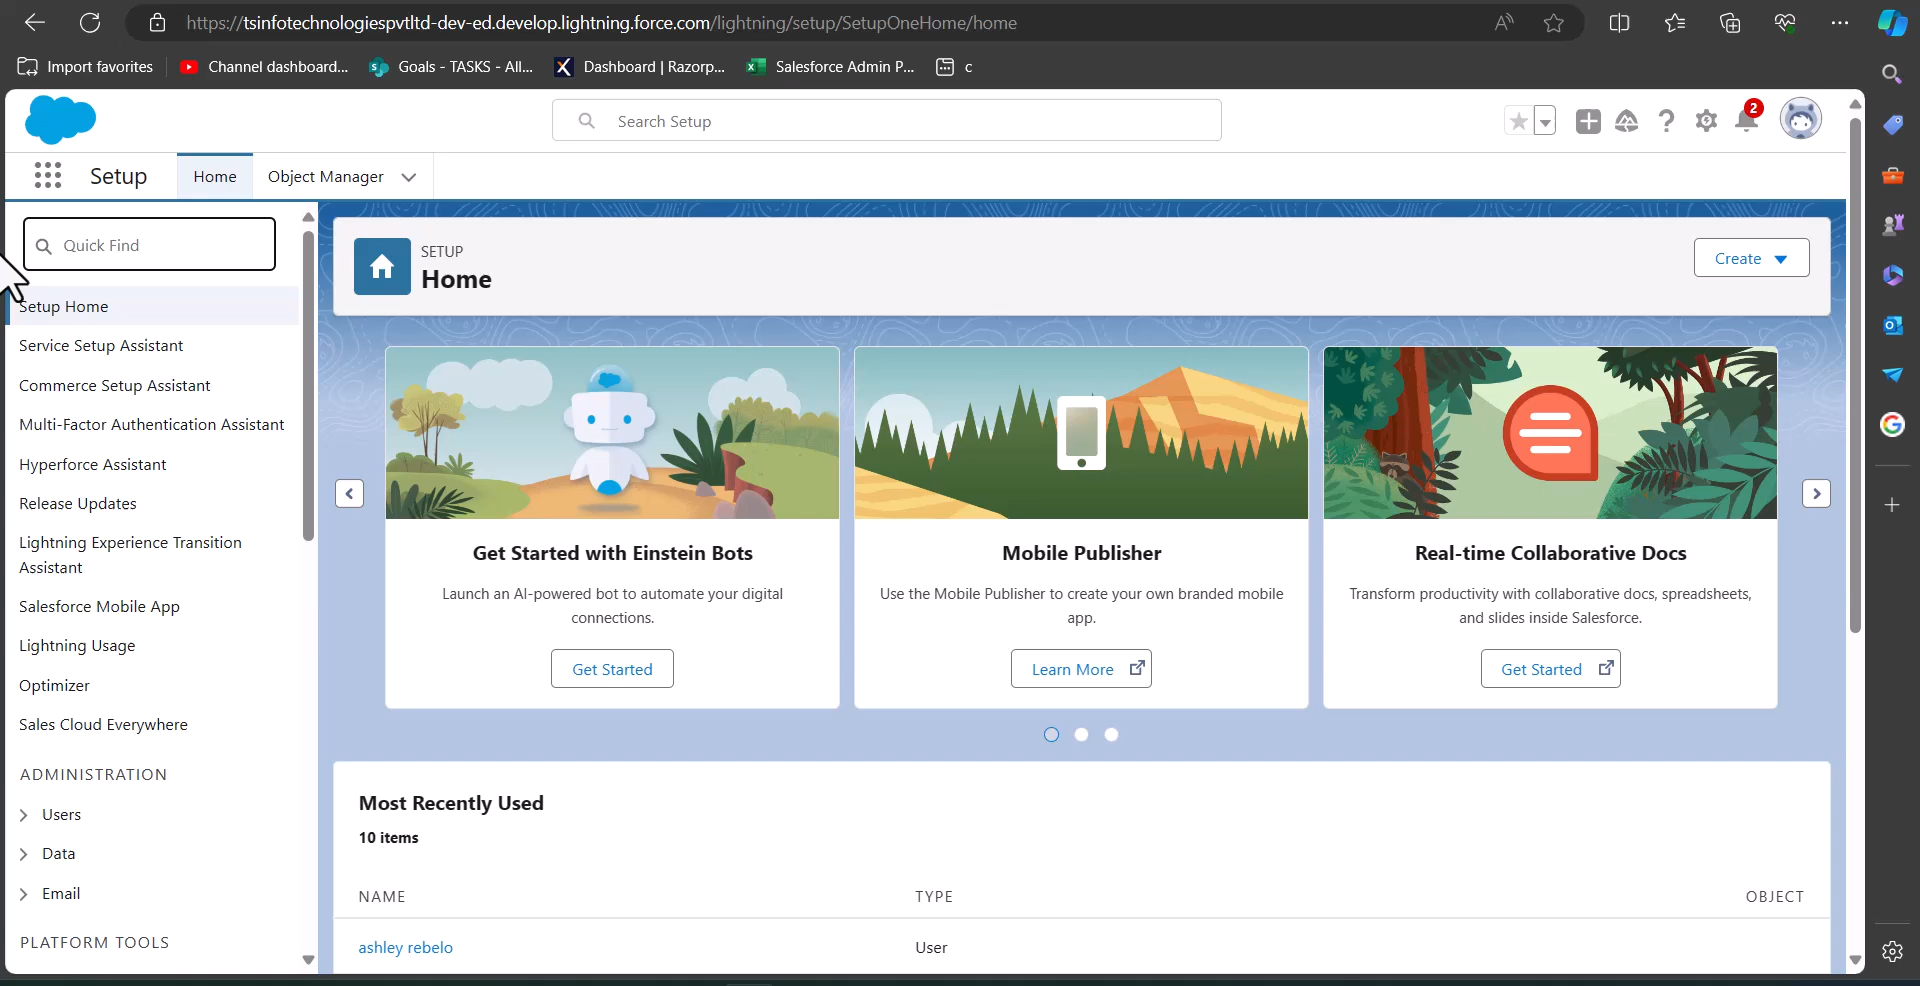 https://tsinfotechnologiespvtltd-dev-ed.develop.lightning.force.com/lightning/setup/SetupOneHome/home
Import favorites
Channel dashboard...
Goals - TASKS - All...
Dashboard | Razorp...
Salesforce Admin P...
c
Search Setup
2
Setup
Home
Object Manager
Quick Find
Setup Home
Service Setup Assistant
Commerce Setup Assistant
Multi-Factor Authentication Assistant
Hyperforce Assistant
Release Updates
Lightning Experience Transition
Assistant
Salesforce Mobile App
Lightning Usage
Optimizer
Sales Cloud Everywhere
ADMINISTRATION
Users
Data
Email
PLATFORM TOOLS
SETUP
Home
Create
Get Started with Einstein Bots
Launch an AI-powered bot to automate your digital
connections.
Get Started
Mobile Publisher
Use the Mobile Publisher to create your own branded mobile
app.
Learn More
Real-time Collaborative Docs
Transform productivity with collaborative docs, spreadsheets,
and slides inside Salesforce.
Get Started
Most Recently Used
10 items
NAME TYPE OBJECT
ashley rebelo User